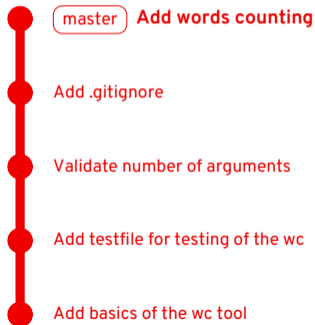 master Add words counting
Add .gitignore
Validate number of arguments
Add testfile for testing of the wc
Add basics of the wc tool